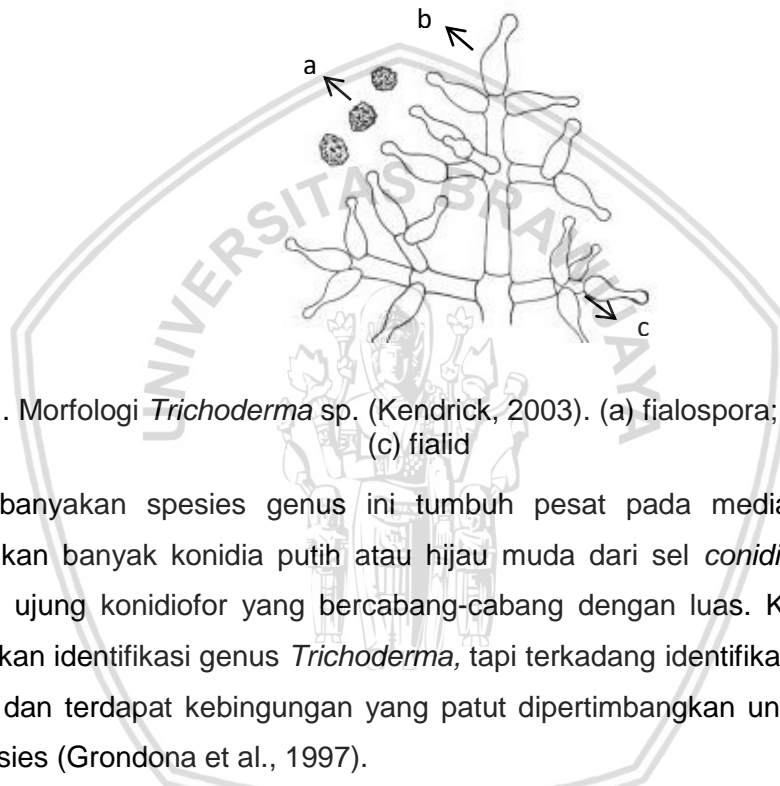 b
a
UNIVERSITAS BRAWIJAYA
c
. Morfologi Trichoderma sp. (Kendrick, 2003). (a) fialospora;
(c) fialid
banyakan spesies genus ini tumbuh pesat pada media
kan banyak konidia putih atau hijau muda dari sel conidi
ujung konidiofor yang bercabang-cabang dengan luas. K
kan identifikasi genus Trichoderma, tapi terkadang identifika
dan terdapat kebingungan yang patut dipertimbangkan un
sies (Grondona et al., 1997).